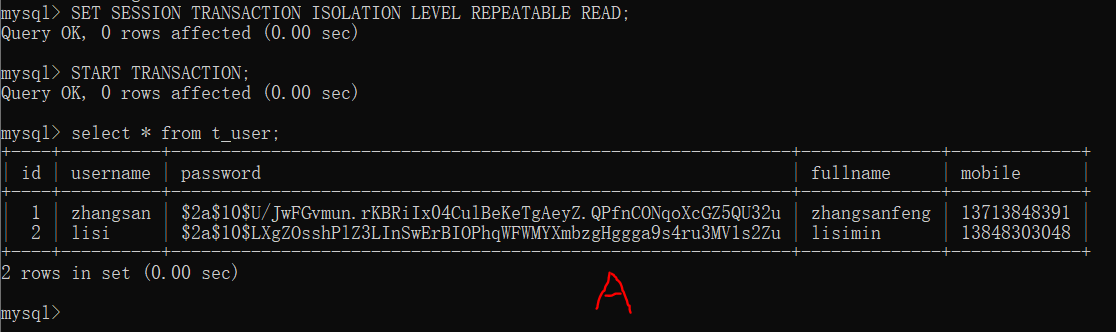 mysql> SET SESSION TRANSACTION ISOLATION LEVEL REPEATABLE READ;
Query OK, 0 rows affected (0.00 sec)
mysql> START TRANSACTION;
Query OK, 0 rows affected (0.00 sec)
mysql> select * from t_user;
+----+----------+--------------------------------------------------------------+--------------+-------------+
| id | username | password | fullname | mobile |
+----+----------+--------------------------------------------------------------+--------------+-------------+
| 1 | zhangsan | $2a$10$U/JwFGvmun.rKBRiIx04CulBeKeTgAeyZ.QPfnCONqoXcGZ5QU32u | zhangsanfeng | 13713848391 |
| 2 | lisi | $2a$10$LXgZOsshPlZ3LInSwErBIOPhqWFWMYXmbzgHggga9s4ru3MVls2Zu | lisimin | 13848303048 |
+----+----------+--------------------------------------------------------------+--------------+-------------+
2 rows in set (0.00 sec)
A
mysql>